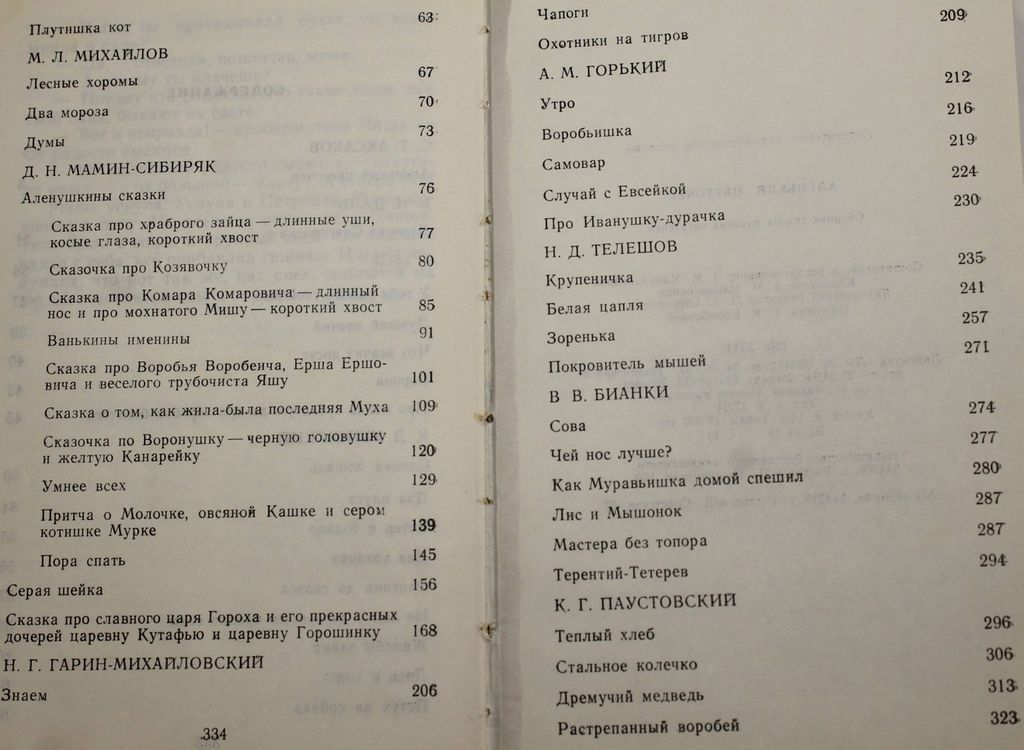 Плутишка кот 63
М. Л. МИХАЙЛОВ
Лесные хоромы 67
Два мороза 70
Думы 73
Д. Н. МАМИН-СИБИРЯК
Аленушкины сказки 76
Сказка про храброго зайца — длинные уши,
косые глаза, короткий хвост 77
Сказочка про Козявочку 80
Сказка про Комара Комаровича — длинный
нос и про мохнатого Мишу — короткий хвост 85
Ванькины именины 91
Сказка про Воробья Воробеича, Ерша Ершо-
вича и веселого трубочиста Яшу 101
Сказка о том, как жила-была последняя Муха 109
Сказочка по Воронушку — черную головушку
и желтую Канарейку 120
Умнее всех 129
Притча о Молочке, овсяной Кашке и сером
котишке Мурке 139
Пора спать 145
Серая шейка 156
Сказка про славного царя Гороха и его прекрасных
дочерей царевну Кутафью и царевну Горошинку 168
Н. Г. ГАРИН-МИХАЙЛОВСКИЙ
Знаем 206
334
Чапоги
Охотники на тигров 209
А. М. ГОРЬКИЙ
Утро 212
Воробьишка 216
Самовар 219
Случай с Евсейкой 224
Про Иванушку-дурачка 230
Н. Д. ТЕЛЕШОВ
Крупеничка 235
Белая цапля 241
Зоренька 257
Покровитель мышей 271
В В. БИАНКИ
Сова 274
Чей нос лучше? 277
Как Муравьишка домой спешил 280
Лис и Мышонок 287
Мастера без топора 287
Терентий-Тетерев 294
К. Г. ПАУСТОВСКИЙ
Теплый хлеб 296
Стальное колечко 306
Дремучий медведь 313
Растрепанный воробей 323